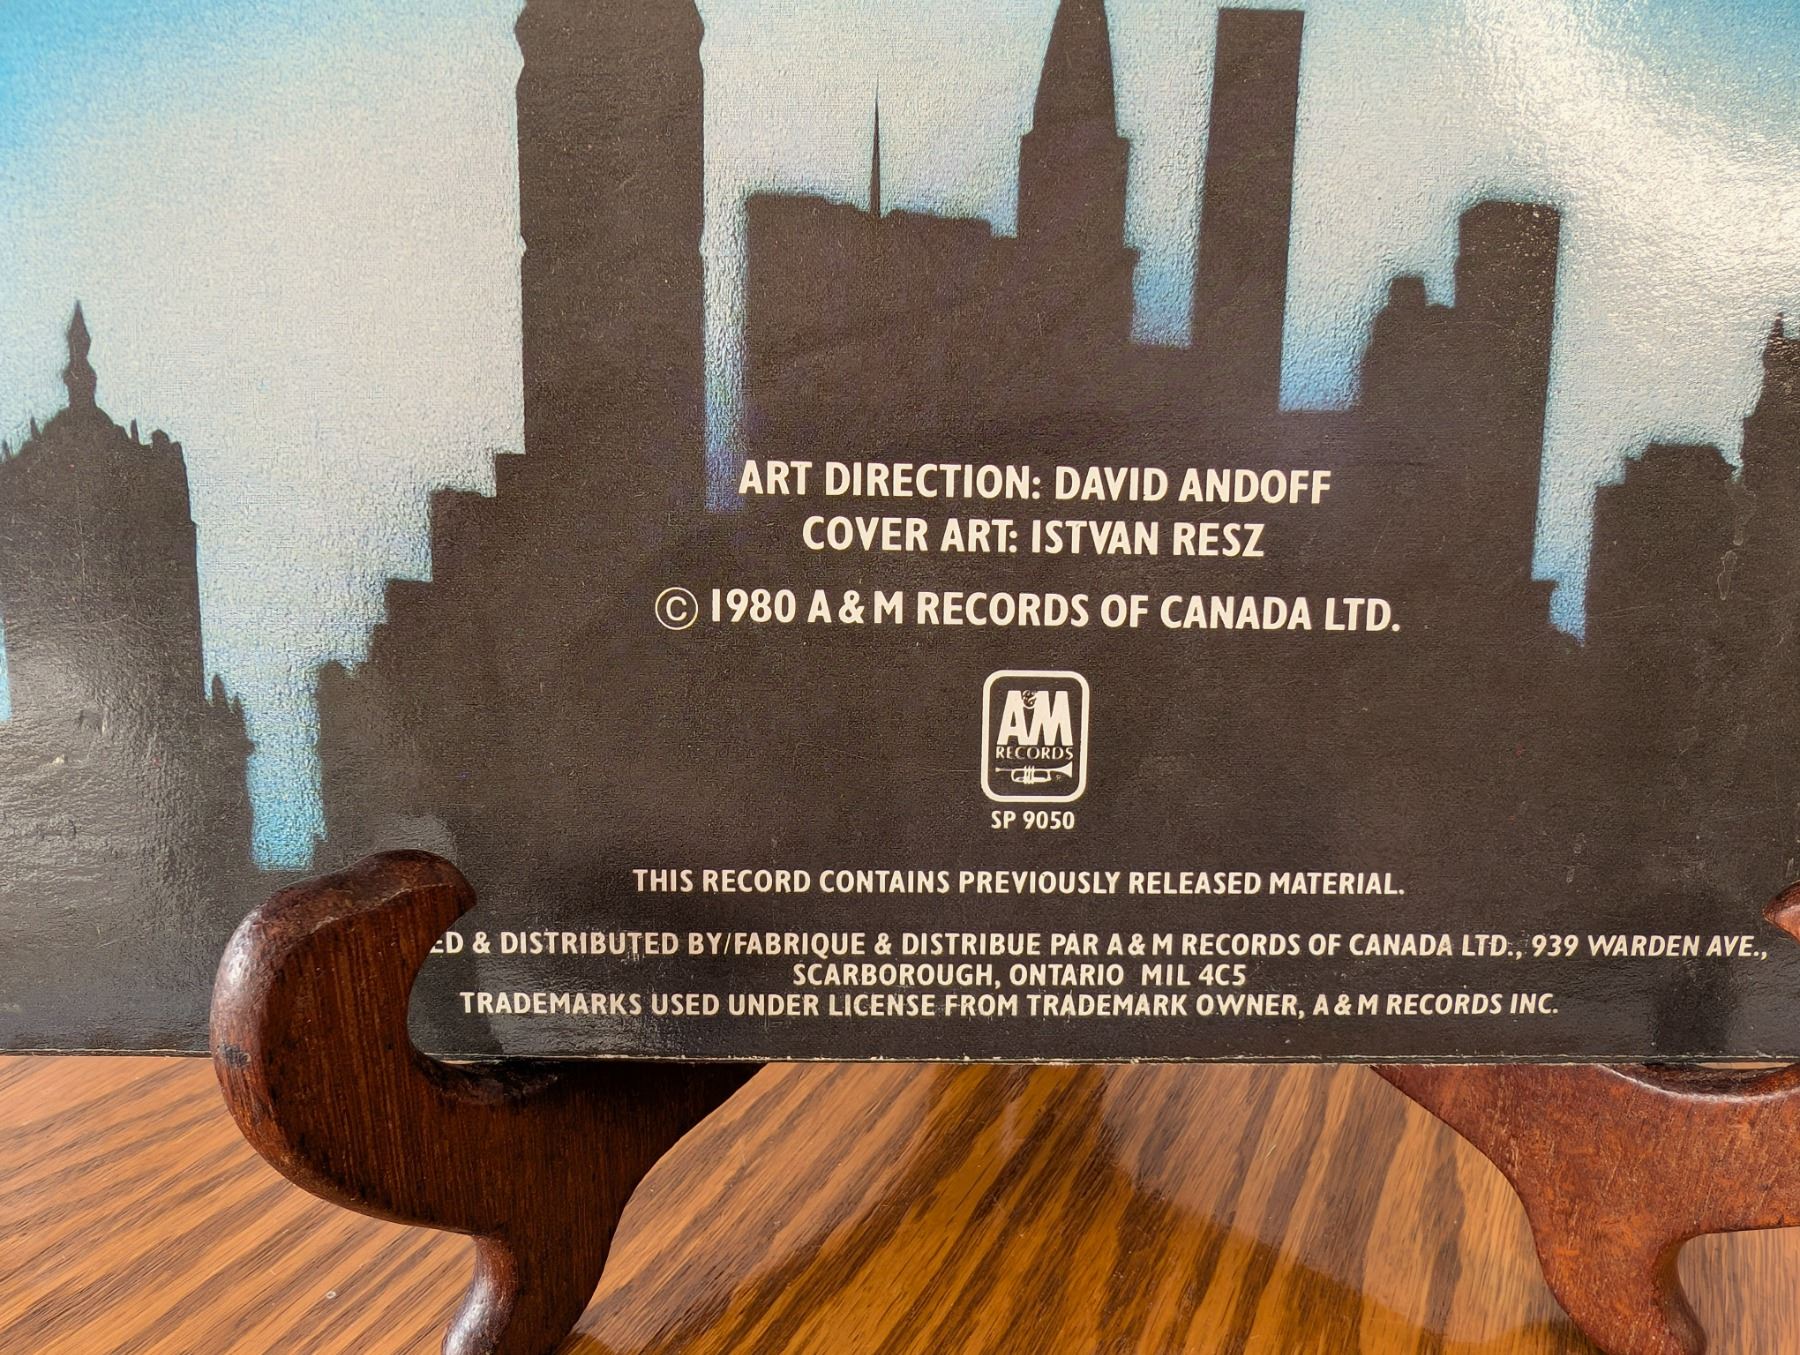 ART DIRECTION: DAVID ANDOFF
COVER ART: ISTVAN RESZ
© 1980 A & M RECORDS OF CANADA LTD.
A&M
RECORDS
SP 9050
THIS RECORD CONTAINS PREVIOUSLY RELEASED MATERIAL.
ED & DISTRIBUTED BY/FABRIQUE & DISTRIBUE PAR A & M RECORDS OF CANADA LTD., 939 WARDEN AVE.,
SCARBOROUGH, ONTARIO MIL 4C5
TRADEMARKS USED UNDER LICENSE FROM TRADEMARK OWNER, A & M RECORDS INC.